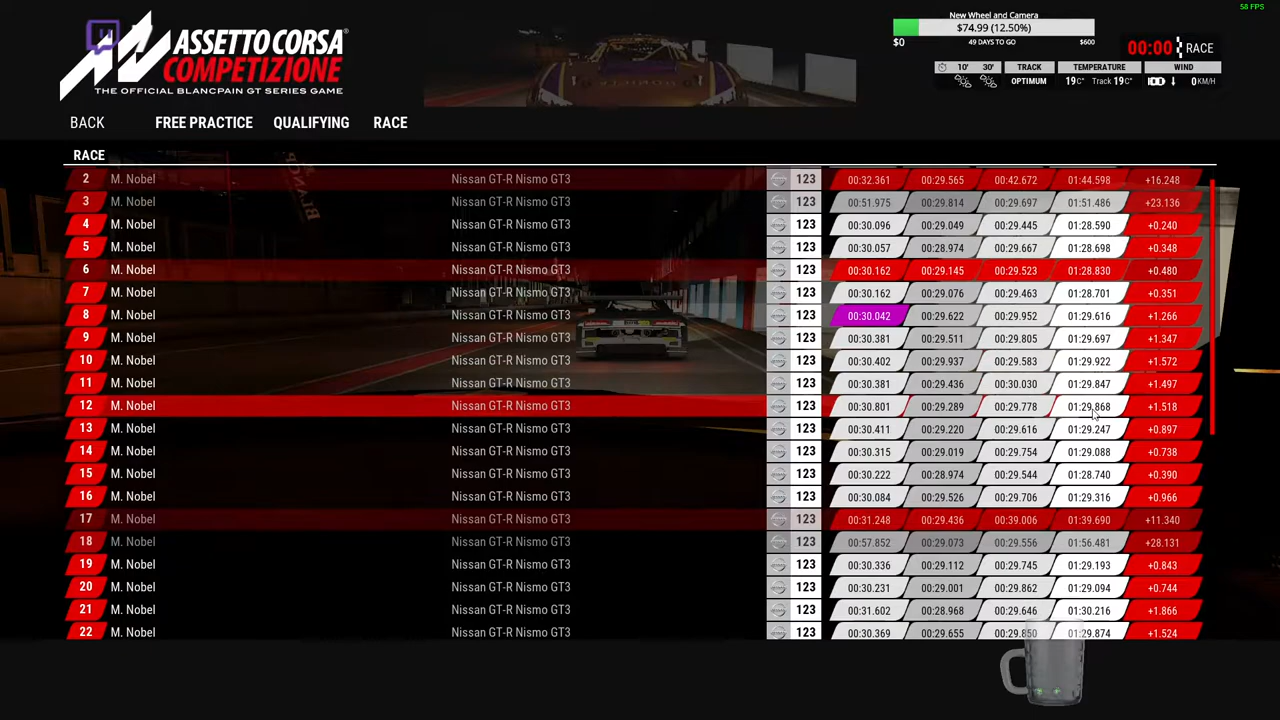 58 FPS
New Wheel and Camera
$74.99 (12.50%)
$0 49 DAYS TO GO $600
00:00 RACE
ASSETTO CORSA
COMPETIZIONE
THE OFFICIAL BLANCPAIN GT SERIES GAME
10' 30' TRACK TEMPERATURE WIND
OPTIMUM 19C° Track 19C° 0KM/H
BACK FREE PRACTICE QUALIFYING RACE
RACE
2 M. Nobel Nissan GT-R Nismo GT3 123 00:32.361 00:29.565 00:42.672 01:44.598 +16.248
3 M. Nobel Nissan GT-R Nismo GT3 123 00:51.975 00:29.814 00:29.697 01:51.486 +23.136
4 M. Nobel Nissan GT-R Nismo GT3 123 00:30.096 00:29.049 00:29.445 01:28.590 +0.240
5 M. Nobel Nissan GT-R Nismo GT3 123 00:30.057 00:28.974 00:29.667 01:28.698 +0.348
6 M. Nobel Nissan GT-R Nismo GT3 123 00:30.162 00:29.145 00:29.523 01:28.830 +0.480
7 M. Nobel Nissan GT-R Nismo GT3 123 00:30.162 00:29.076 00:29.463 01:28.701 +0.351
8 M. Nobel Nissan GT-R Nismo GT3 123 00:30.042 00:29.622 00:29.952 01:29.616 +1.266
9 M. Nobel Nissan GT-R Nismo GT3 123 00:30.381 00:29.511 00:29.805 01:29.697 +1.347
10 M. Nobel Nissan GT-R Nismo GT3 123 00:30.402 00:29.937 00:29.583 01:29.922 +1.572
11 M. Nobel Nissan GT-R Nismo GT3 123 00:30.381 00:29.436 00:30.030 01:29.847 +1.497
12 M. Nobel Nissan GT-R Nismo GT3 123 00:30.801 00:29.289 00:29.778 01:29.868 +1.518
13 M. Nobel Nissan GT-R Nismo GT3 123 00:30.411 00:29.220 00:29.616 01:29.247 +0.897
14 M. Nobel Nissan GT-R Nismo GT3 123 00:30.315 00:29.019 00:29.754 01:29.088 +0.738
15 M. Nobel Nissan GT-R Nismo GT3 123 00:30.222 00:28.974 00:29.544 01:28.740 +0.390
16 M. Nobel Nissan GT-R Nismo GT3 123 00:30.084 00:29.526 00:29.706 01:29.316 +0.966
17 M. Nobel Nissan GT-R Nismo GT3 123 00:31.248 00:29.436 00:39.006 01:39.690 +11.340
18 M. Nobel Nissan GT-R Nismo GT3 123 00:57.852 00:29.073 00:29.556 01:56.481 +28.131
19 M. Nobel Nissan GT-R Nismo GT3 123 00:30.336 00:29.112 00:29.745 01:29.193 +0.843
20 M. Nobel Nissan GT-R Nismo GT3 123 00:30.231 00:29.001 00:29.862 01:29.094 +0.744
21 M. Nobel Nissan GT-R Nismo GT3 123 00:31.602 00:28.968 00:29.646 01:30.216 +1.866
22 M. Nobel Nissan GT-R Nismo GT3 123 00:30.369 00:29.655 00:29.850 01:29.874 +1.524